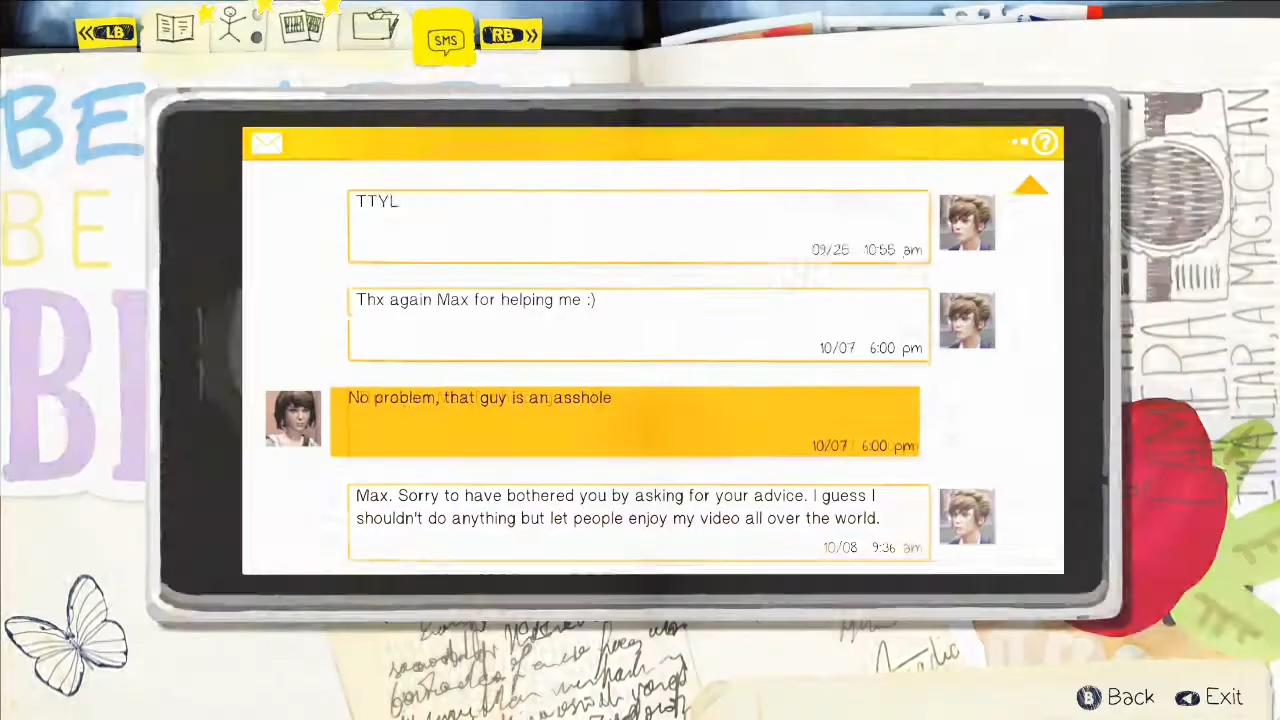 LB
SMS
RB
BE
BE
TTYL
09/25 10:55 am
Thx again Max for helping me :)
10/07 6:00 pm
No problem, that guy is an asshole
10/07 6:00 pm
Max. Sorry to have bothered you by asking for your advice. I guess I
shouldn't do anything but let people enjoy my video all over the world.
10/08 9:36 am
B Back
Exit